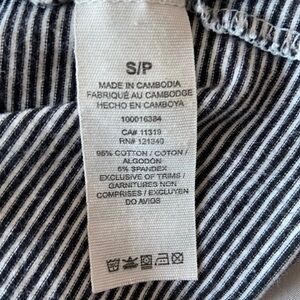 S/P
MADE IN CAMBODIA
FABRIQUÉ AU CAMBODGE
HECHO EN CAMBOYA
100016384
CA# 11319
RN# 121340
95% COTTON / COTON /
ALGODÓN
5% SPANDEX
EXCLUSIVE OF TRIMS /
GARNITURES NON
COMPRISES / EXCLUYEN
DO AVIOS